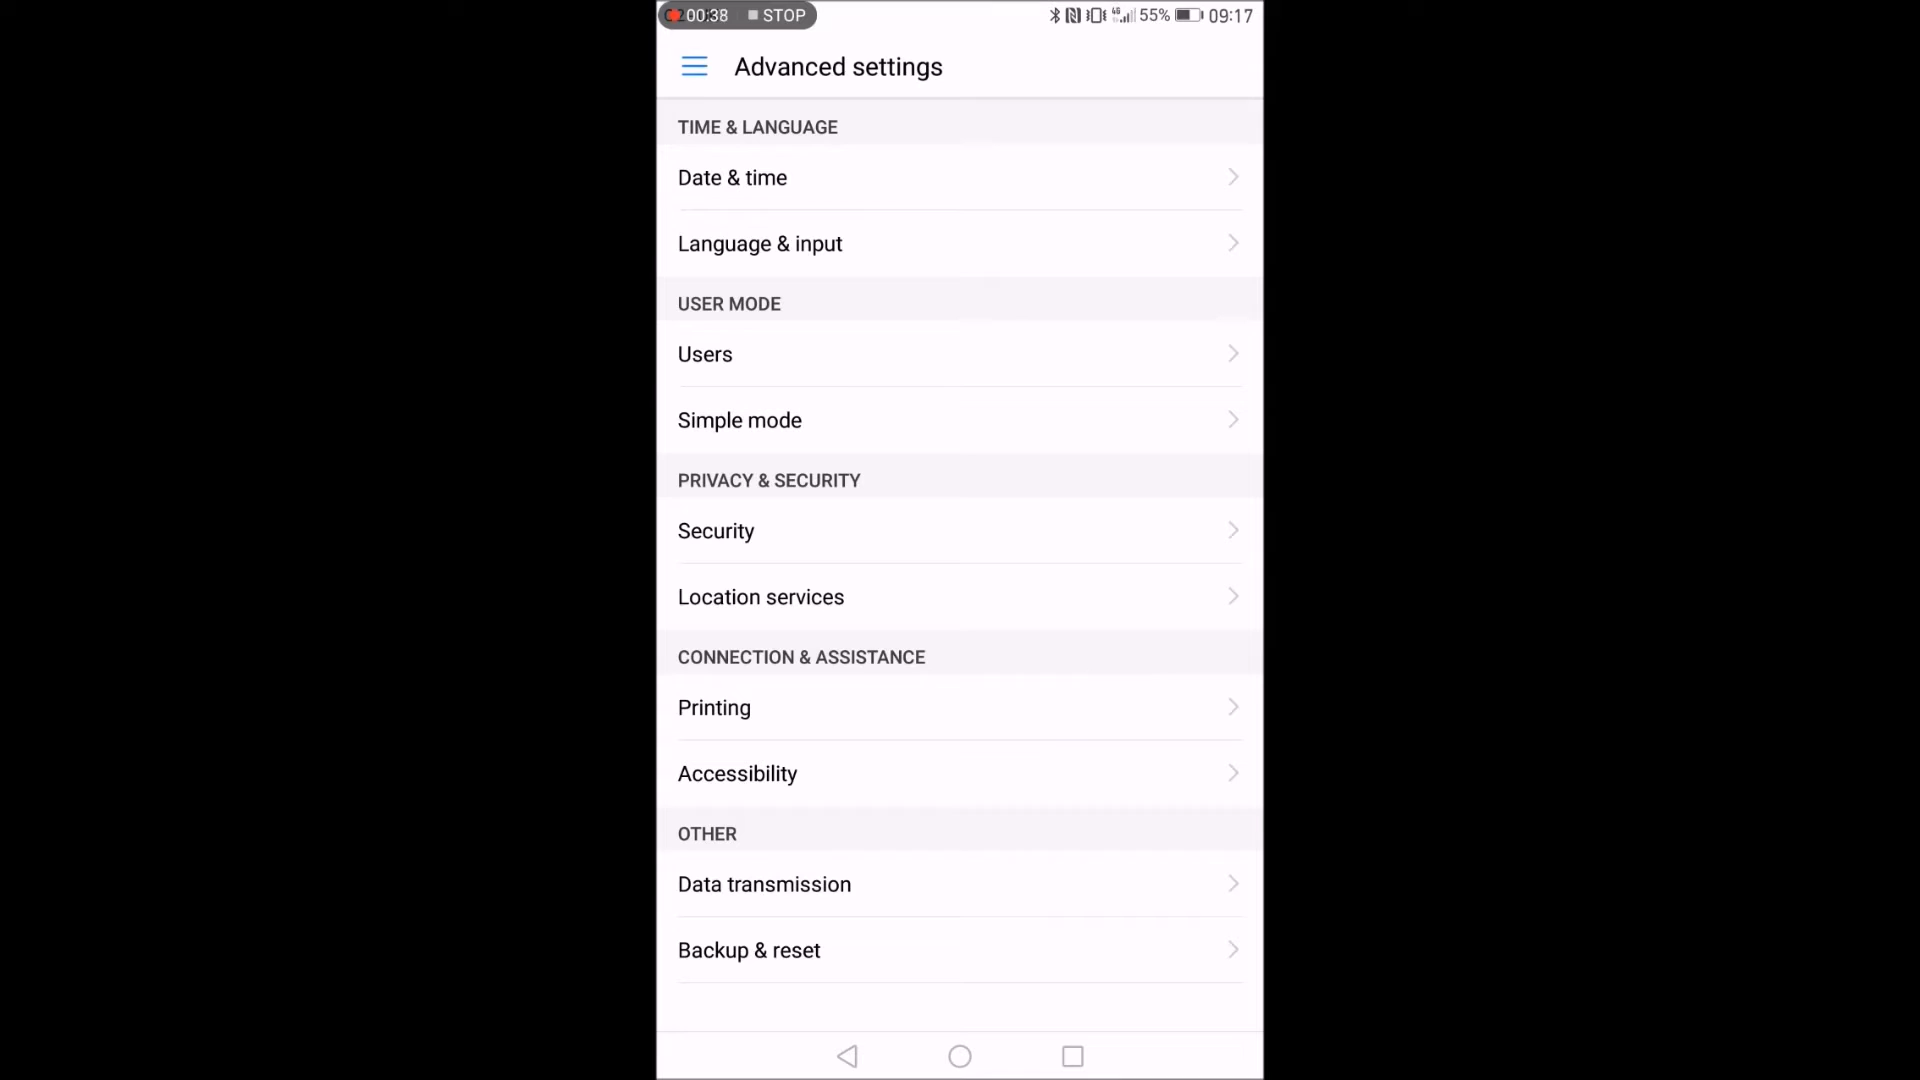 00:38 STOP 4G 55% 09:17
Advanced settings
TIME & LANGUAGE
Date & time
Language & input
USER MODE
Users
Simple mode
PRIVACY & SECURITY
Security
Location services
CONNECTION & ASSISTANCE
Printing
Accessibility
OTHER
Data transmission
Backup & reset